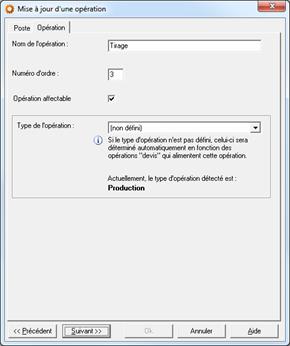 Mise à jour d'une opération
Poste Opération
Nom de l'opération : Tirage
Numéro d'ordre : 3
Opération affectable
Type de l'opération : (non défini)
Si le type d'opération n'est pas défini, celui-ci sera
déterminé automatiquement en fonction des
opérations "devis" qui alimentent cette opération.
Actuellement, le type d'opération détecté est :
Production
<< Précédent Suivant >> Ok Annuler Aide